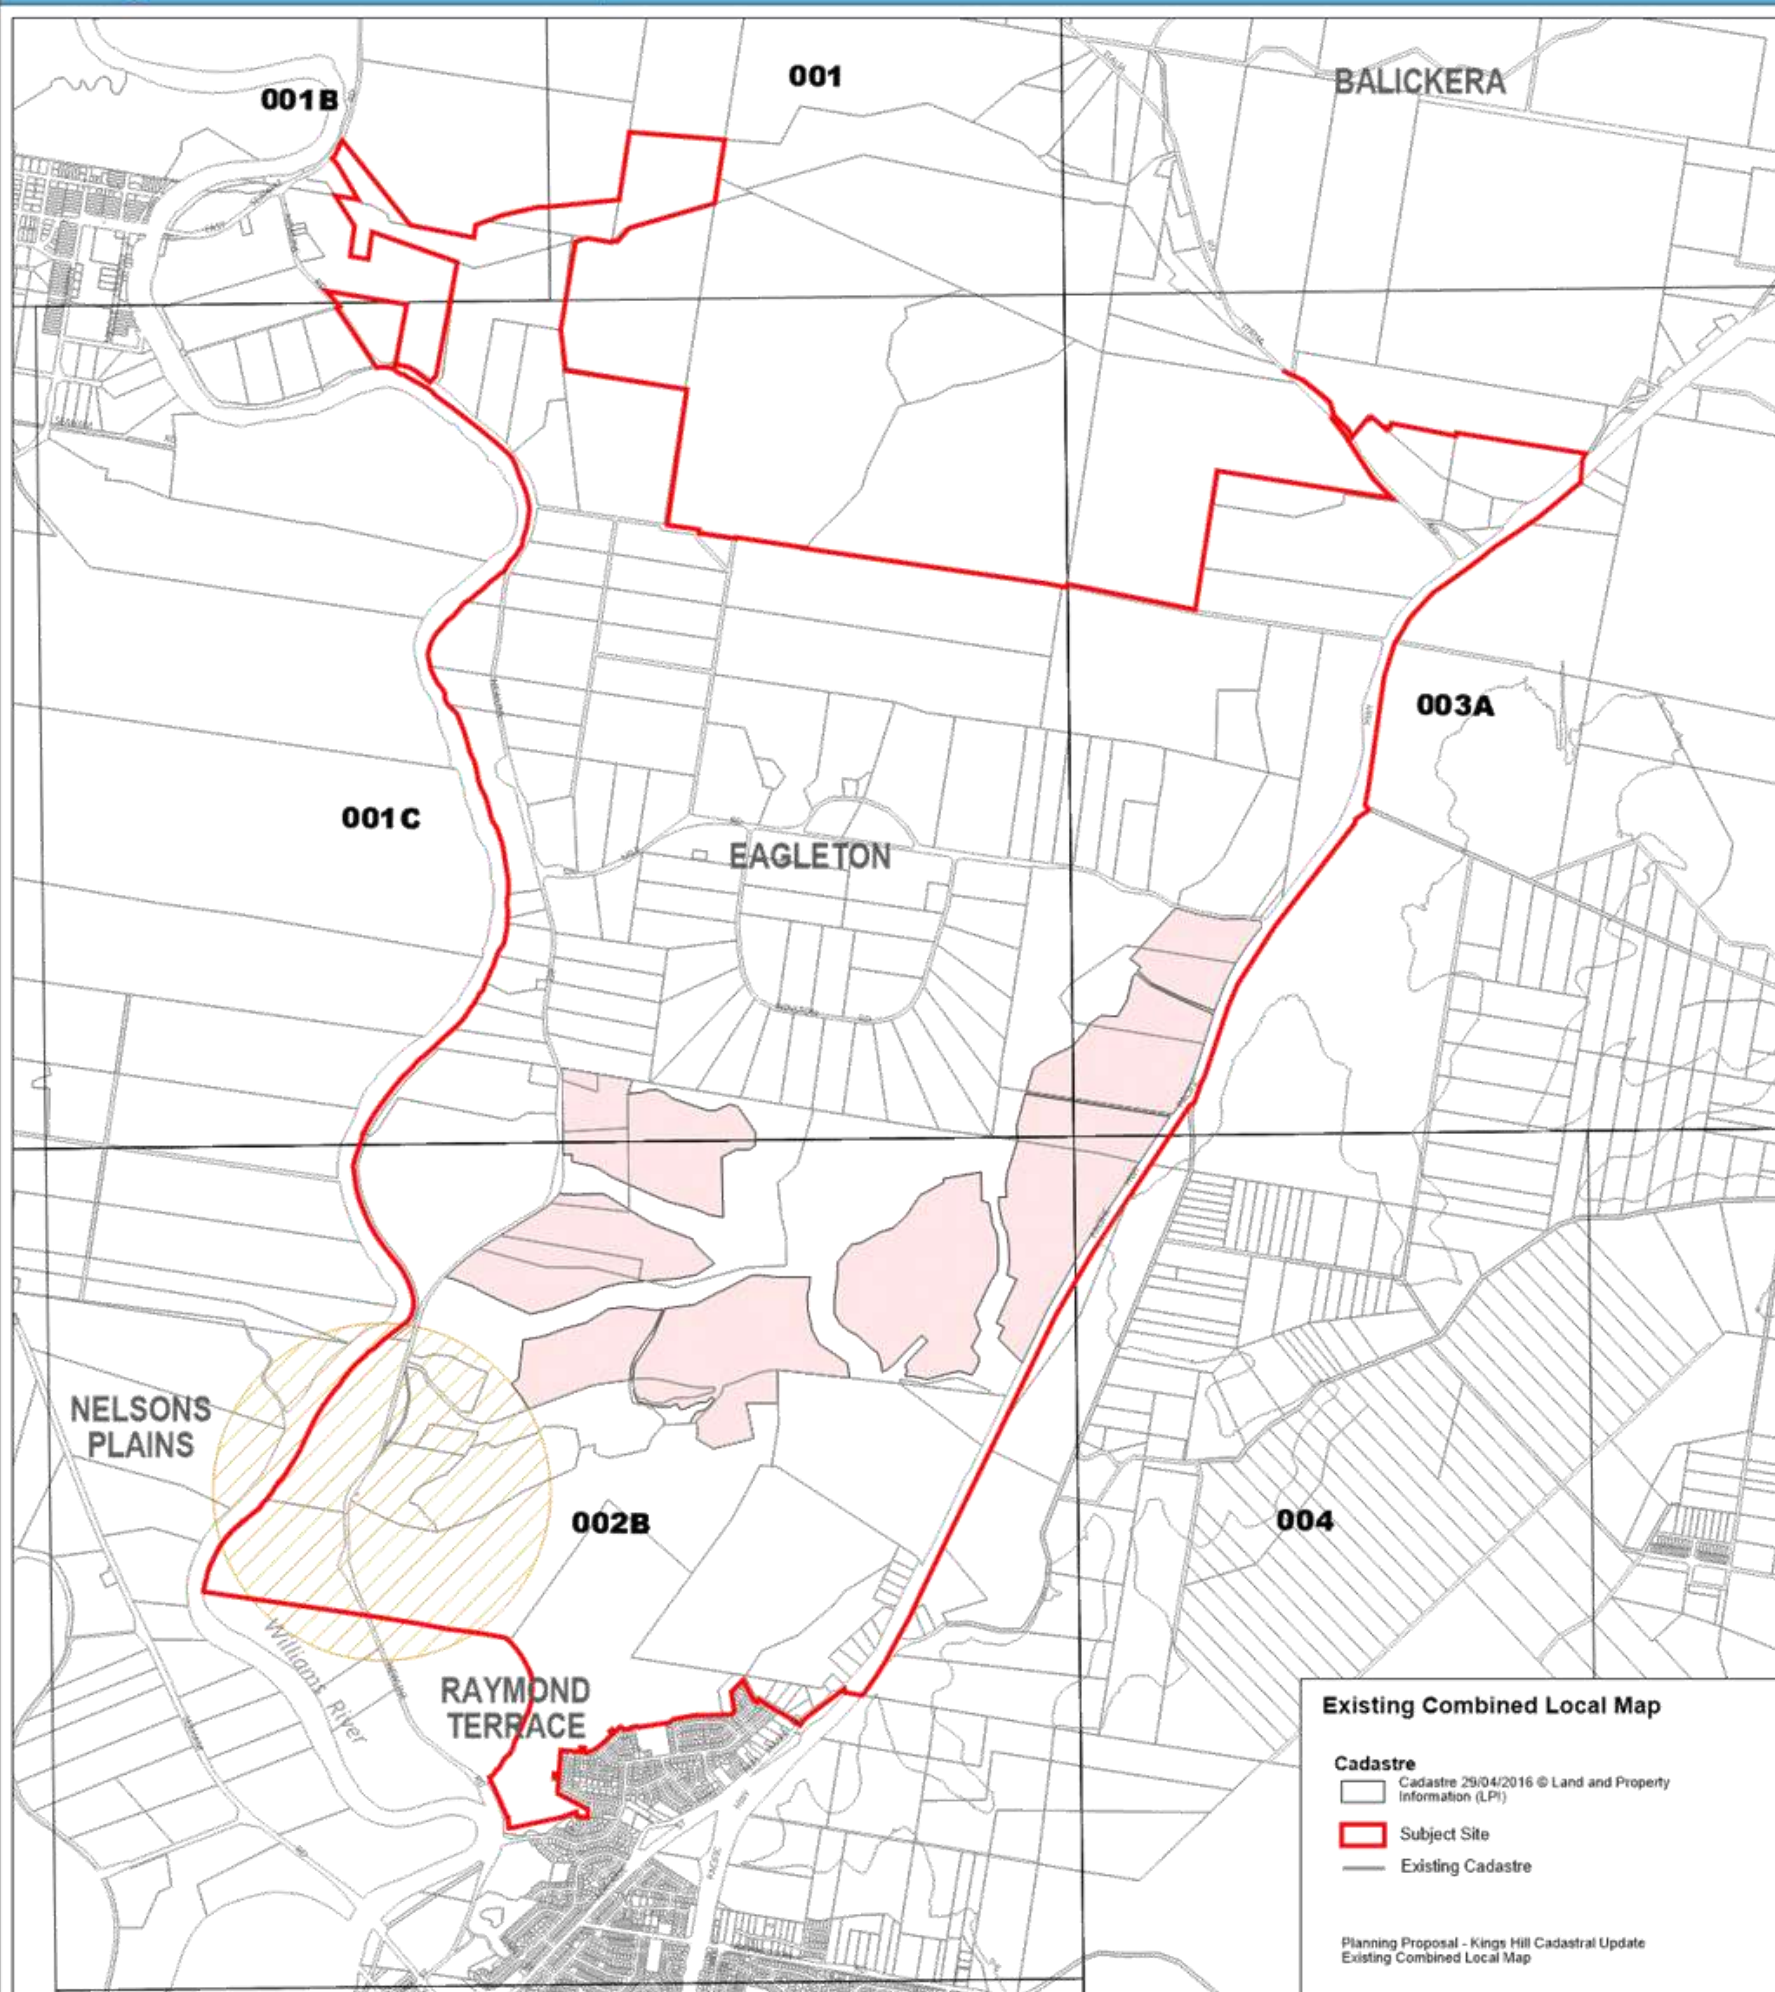 001
BALICKERA
001B
003A
001C
EAGLETON
NELSONS
PLAINS
002B
004
Williams River
RAYMOND
TERRACE
Existing Combined Local Map
Cadastre
Cadastre 29/04/2016 © Land and Property
Information (LPI)
Subject Site
Existing Cadastre
Planning Proposal - Kings Hill Cadastral Update
Existing Combined Local Map